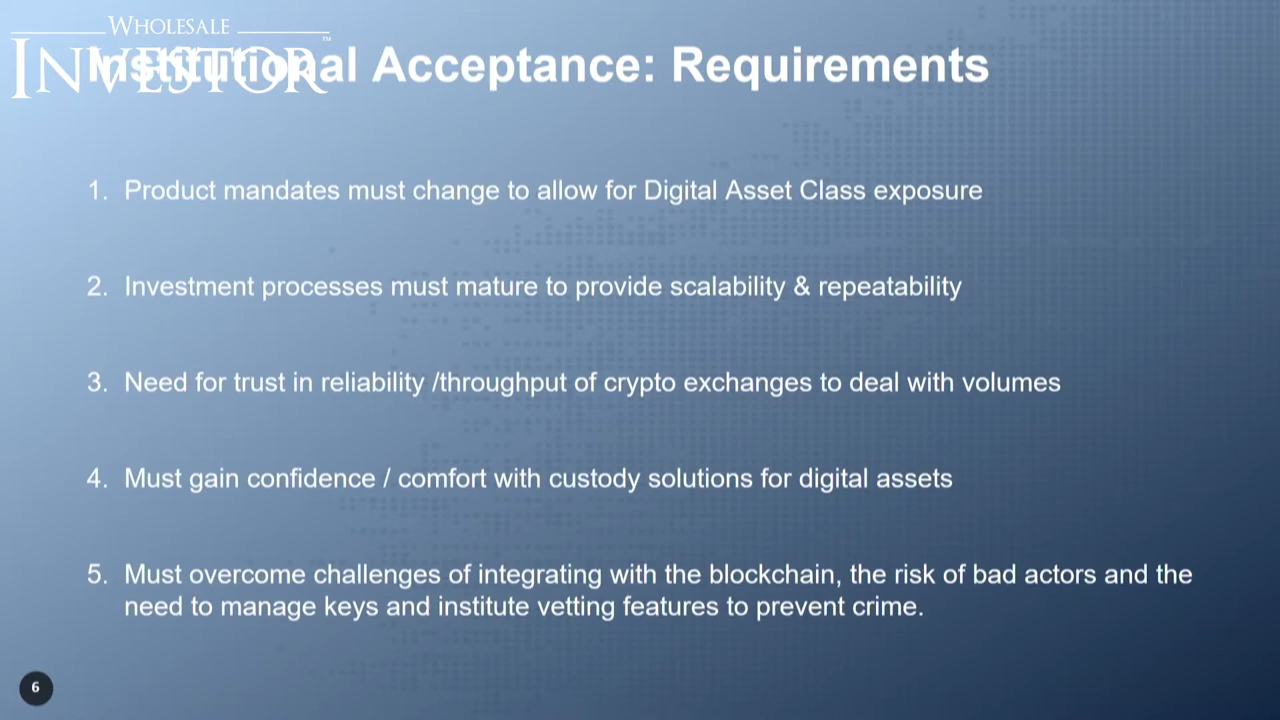 WHOLESALE
INVESTOR™
Institutional Acceptance: Requirements
1. Product mandates must change to allow for Digital Asset Class exposure
2. Investment processes must mature to provide scalability & repeatability
3. Need for trust in reliability /throughput of crypto exchanges to deal with volumes
4. Must gain confidence / comfort with custody solutions for digital assets
5. Must overcome challenges of integrating with the blockchain, the risk of bad actors and the
need to manage keys and institute vetting features to prevent crime.
6